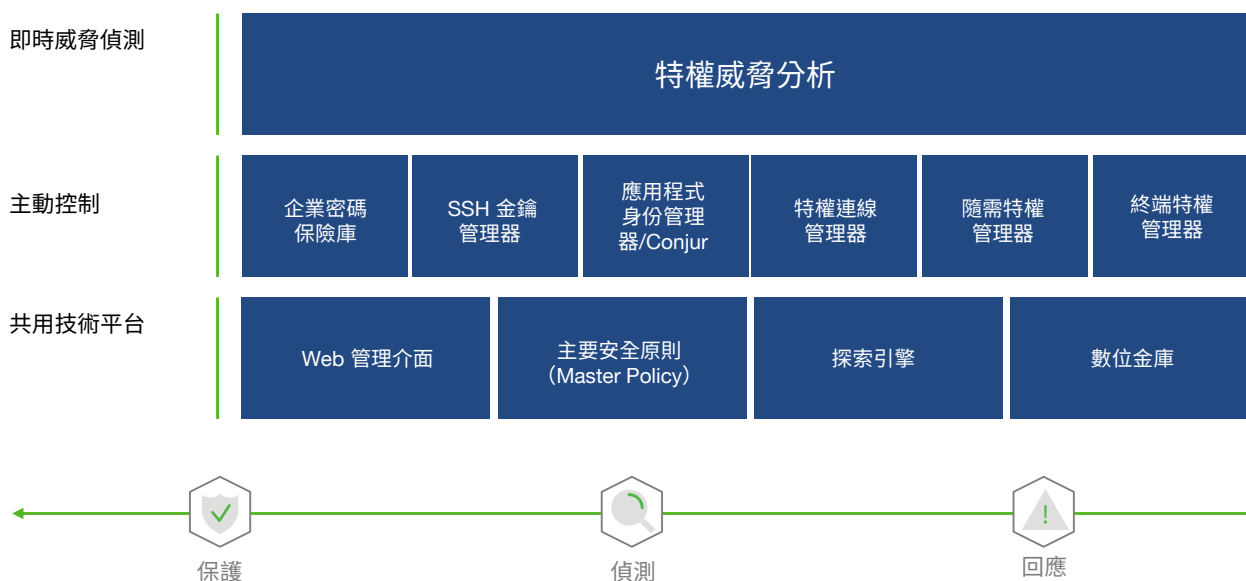 即時威脅偵測
特權威脅分析
主動控制
企業密碼
保險庫
SSH 金鑰
管理器
應用程式
身份管理
器/Conjur
特權連線
管理器
隨需特權
管理器
終端特權
管理器
共用技術平台
Web 管理介面
主要安全原則
（Master Policy）
探索引擎
數位金庫
保護
偵測
回應